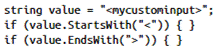 string value = "<mycustominput>";
if (value.StartsWith("<")) { }
if (value.EndsWith(">")) { }